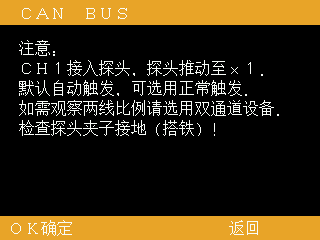 CAN BUS
注意:
CH1接入探头, 探头推动至×1.
默认自动触发, 可选用正常触发.
如需观察两线比例请选用双通道设备.
检查探头夹子接地(搭铁)!
OK确定 返回